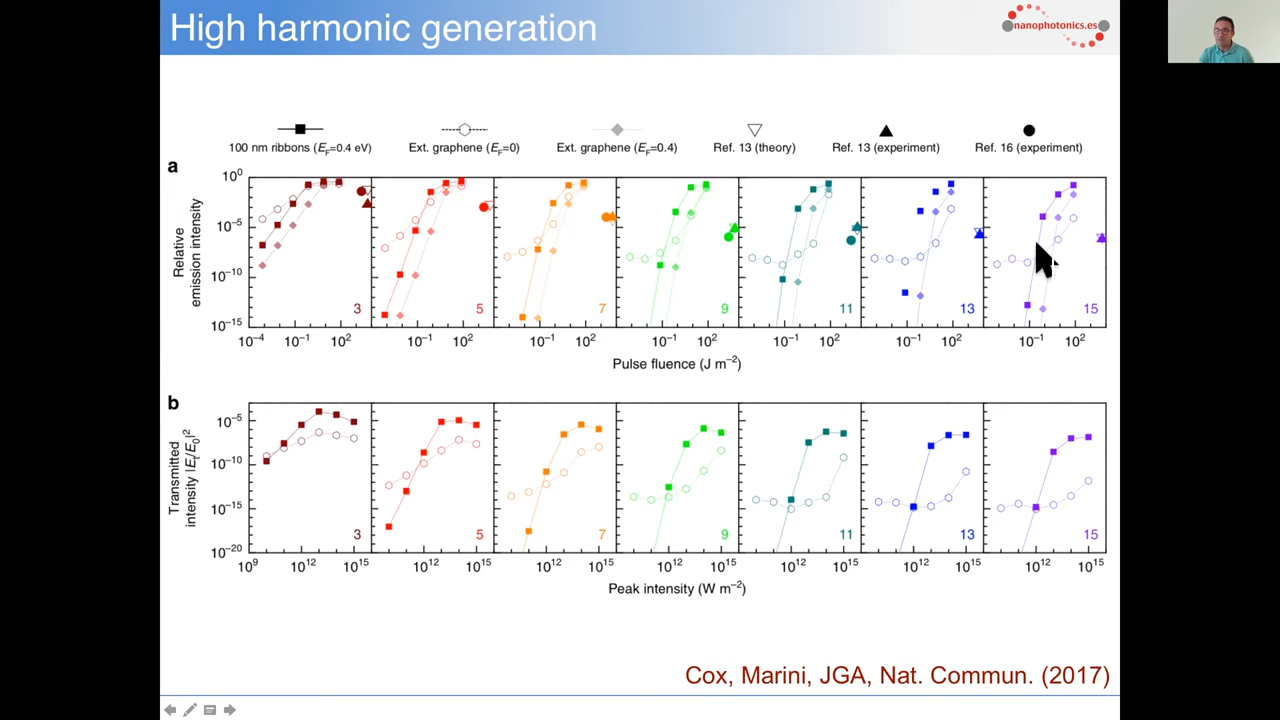 High harmonic generation
nanophotonics.es
100 nm ribbons (E_F=0.4 eV)
Ext. graphene (E_F=0)
Ext. graphene (E_F=0.4)
Ref. 13 (theory)
Ref. 13 (experiment)
Ref. 16 (experiment)
a
Relative
emission intensity
10^0
10^−5
10^−10
10^−15
3
5
7
9
11
13
15
10^−4 10^−1 10^2
10^−1 10^2
10^−1 10^2
10^−1 10^2
10^−1 10^2
10^−1 10^2
10^−1 10^2
Pulse fluence (J m^−2)
b
Transmitted
intensity |E_t/E_0|^2
10^−5
10^−10
10^−15
10^−20
3
5
7
9
11
13
15
10^9 10^12 10^15
10^12 10^15
10^12 10^15
10^12 10^15
10^12 10^15
10^12 10^15
10^12 10^15
Peak intensity (W m^−2)
Cox, Marini, JGA, Nat. Commun. (2017)